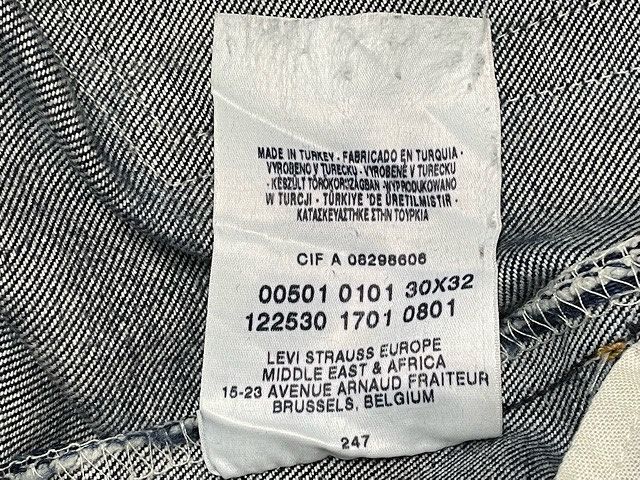 MADE IN TURKEY - FABRICADO EN TURQUIA -
VYROBENO V TURECKU - VYROBENÉ V TURECKU
- KÉSZÜLT TÖRÖKORSZÁGBAN - WYPRODUKOWANO
W TURCJI - TÜRKIYE'DE ÜRETILMISTIR -
ΚΑΤΑΣΚΕΥΑΣΤΗΚΕ ΣΤΗΝ ΤΟΥΡΚΙΑ
CIF A 08298606
00501 0101 30X32
122530 1701 0801
LEVI STRAUSS EUROPE
MIDDLE EAST & AFRICA
15-23 AVENUE ARNAUD FRAITEUR
BRUSSELS, BELGIUM
247